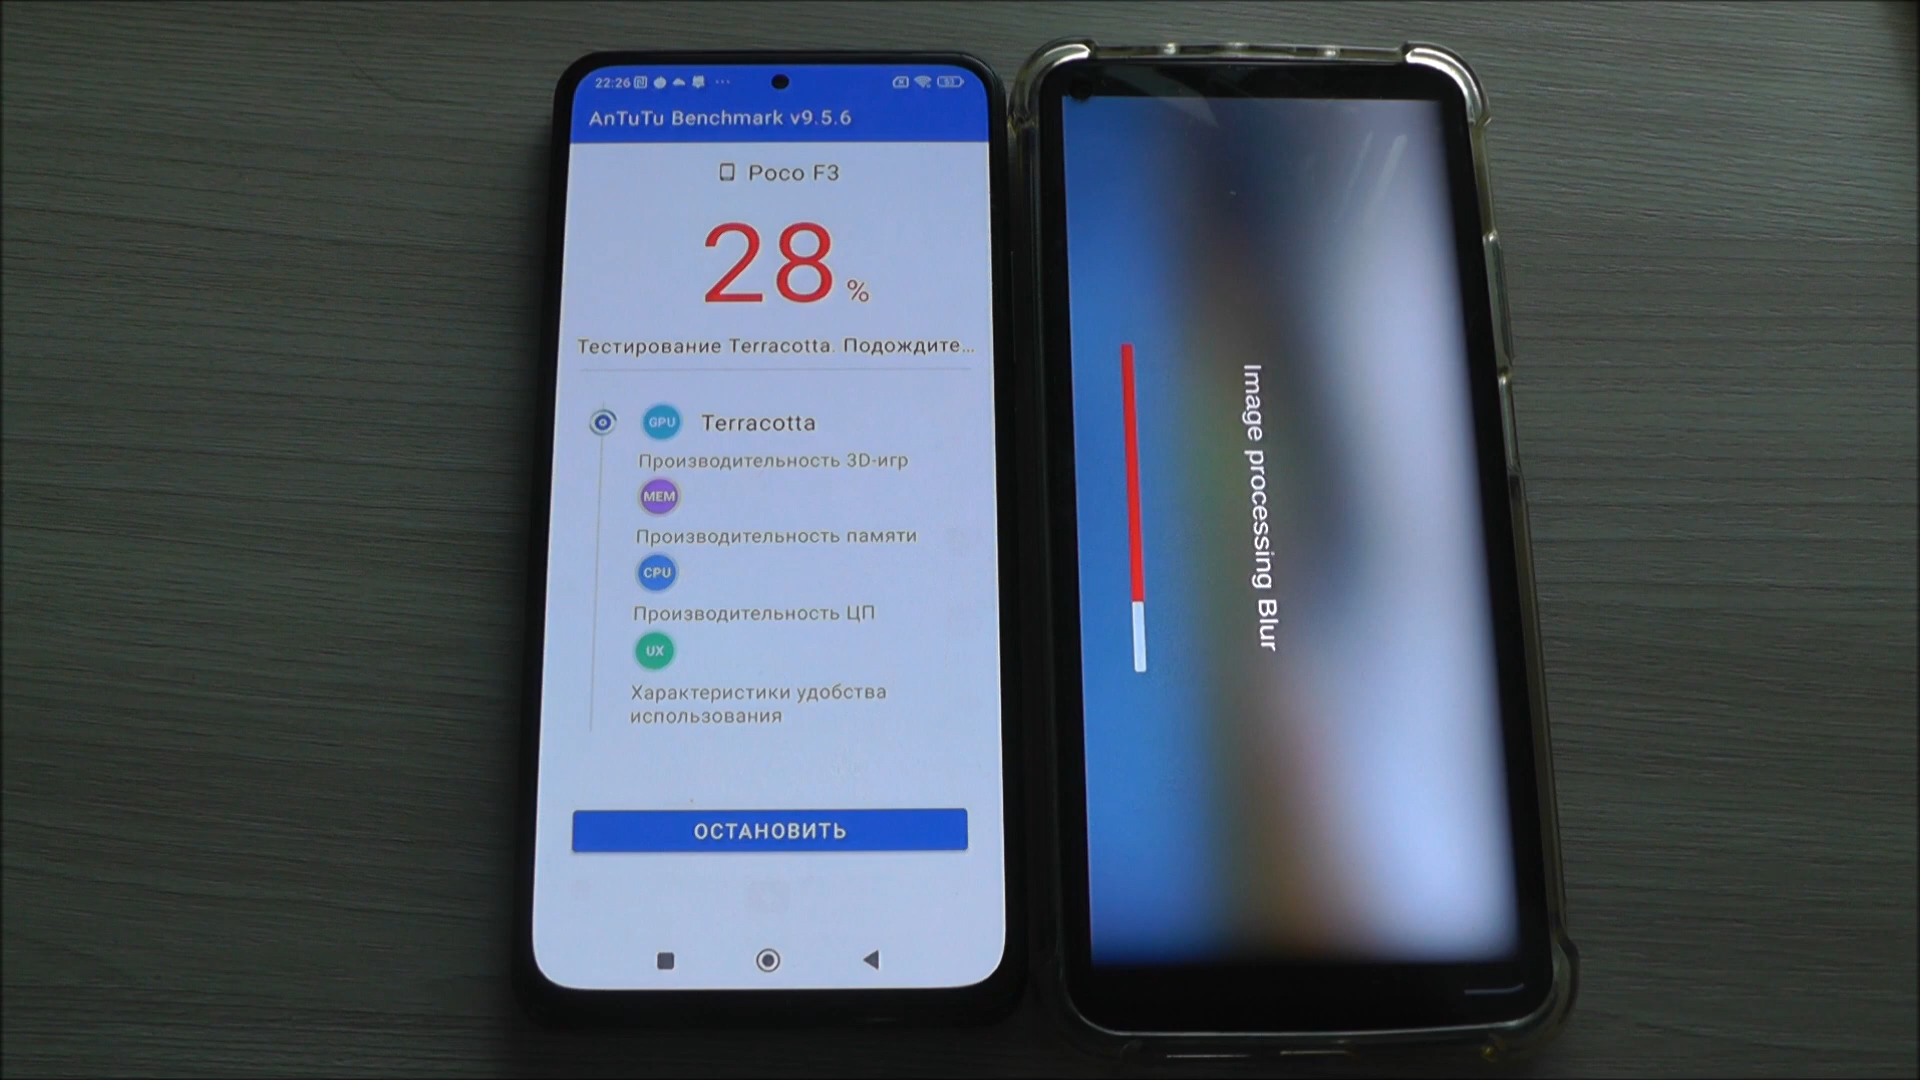 22:26
53
AnTuTu Benchmark v9.5.6
Poco F3
28 %
Тестирование Terracotta. Подождите...
GPU Terracotta
Производительность 3D-игр
MEM
Производительность памяти
CPU
Производительность ЦП
UX
Характеристики удобства
использования
ОСТАНОВИТЬ
Image processing Blur